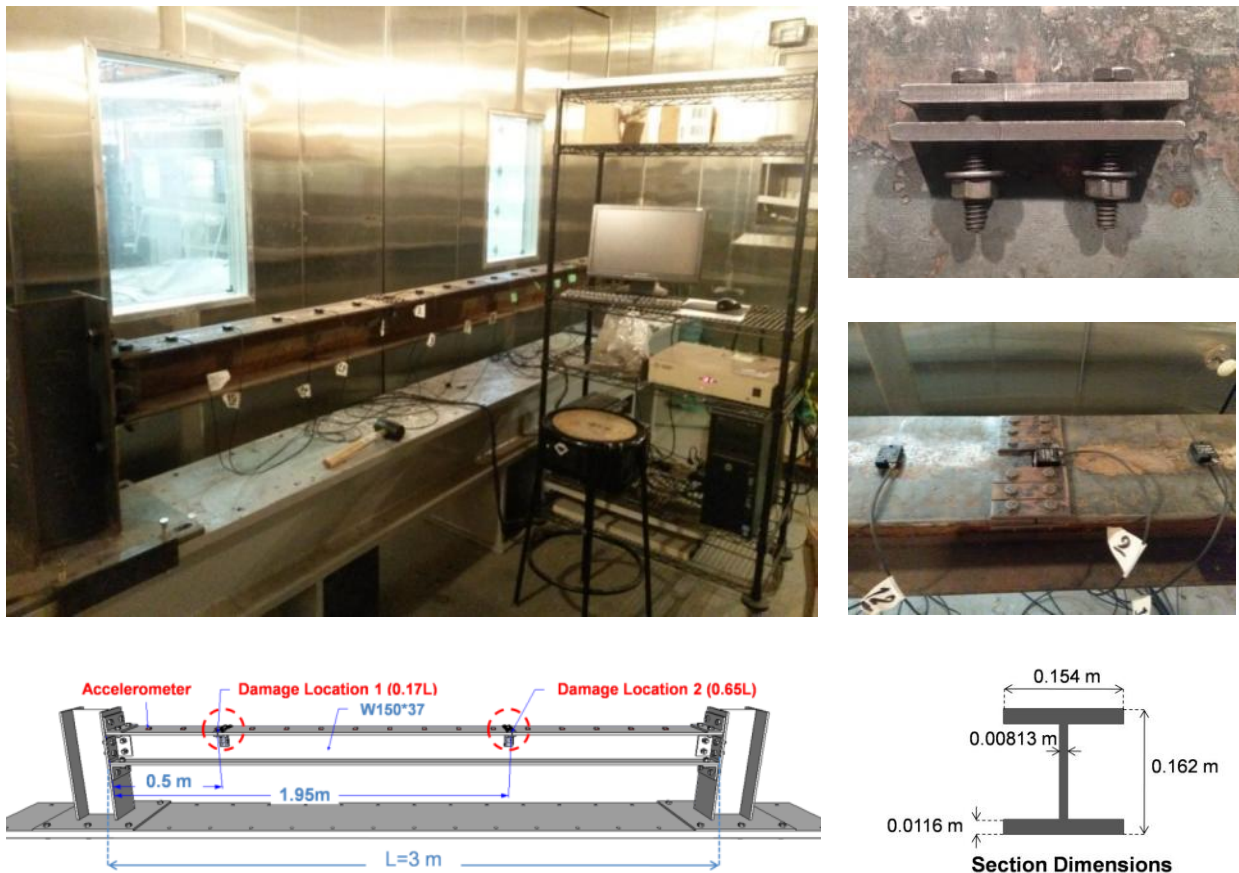 12
2
Accelerometer
Damage Location 1 (0.17L)
Damage Location 2 (0.65L)
W150*37
0.5 m
1.95m
L=3 m
0.154 m
0.00813 m
0.162 m
0.0116 m
Section Dimensions